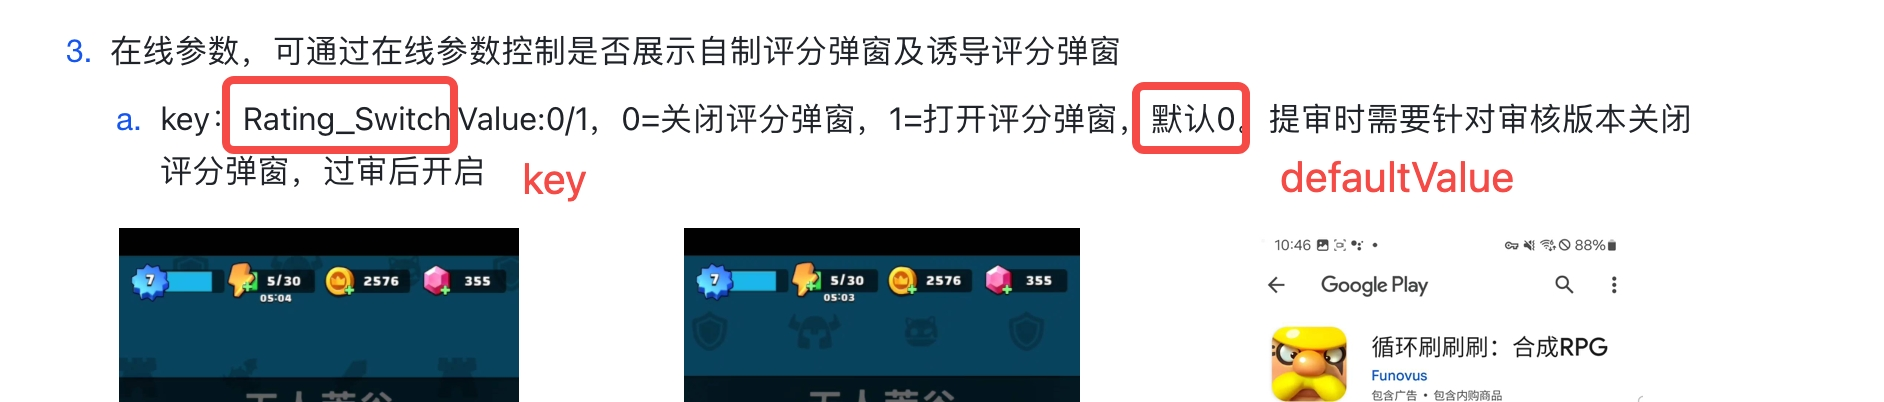 3. 在线参数，可通过在线参数控制是否展示自制评分弹窗及诱导评分弹窗
a. key：Rating_Switch Value:0/1，0=关闭评分弹窗，1=打开评分弹窗，默认0。提审时需要针对审核版本关闭
评分弹窗，过审后开启
key
defaultValue
7 5/30 2576 355
05:04
7 5/30 2576 355
05:03
10:46 88%
Google Play
循环刷刷刷：合成RPG
Funovus
包含广告 • 包含内购商品